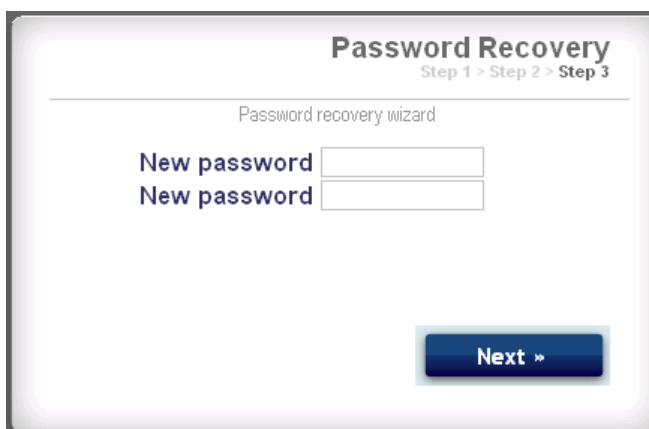 Password Recovery
Step 1 > Step 2 > Step 3
Password recovery wizard
New password
New password
Next »